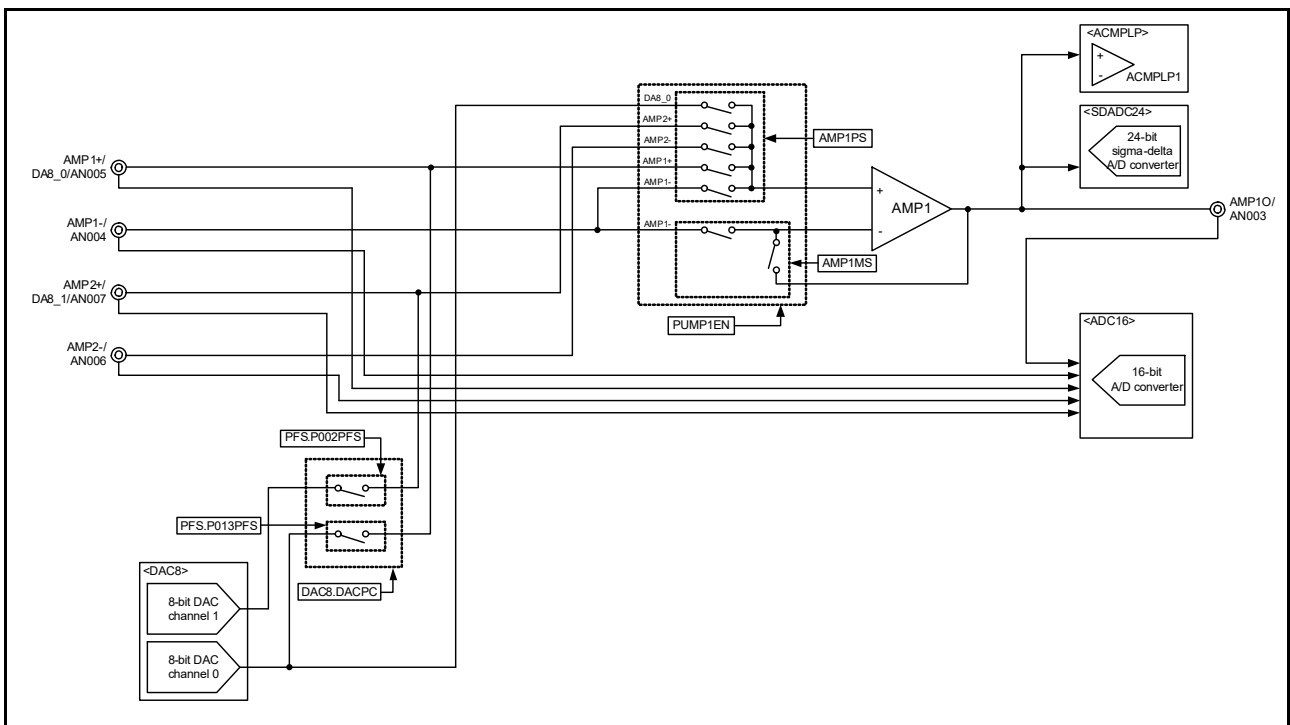 <ACMPLP>
+
-
ACMPLP1
<SDADC24>
24-bit
sigma-delta
A/D converter
DA8_0
AMP2+
AMP2-
AMP1+
AMP1-
AMP1-
AMP1PS
AMP1MS
PUMP1EN
+
AMP1
-
AMP1+/
DA8_0/AN005
AMP1-/
AN004
AMP2+/
DA8_1/AN007
AMP2-/
AN006
AMP1O/
AN003
<ADC16>
16-bit
A/D converter
PFS.P002PFS
PFS.P013PFS
DAC8.DACPC
<DAC8>
8-bit DAC
channel 1
8-bit DAC
channel 0